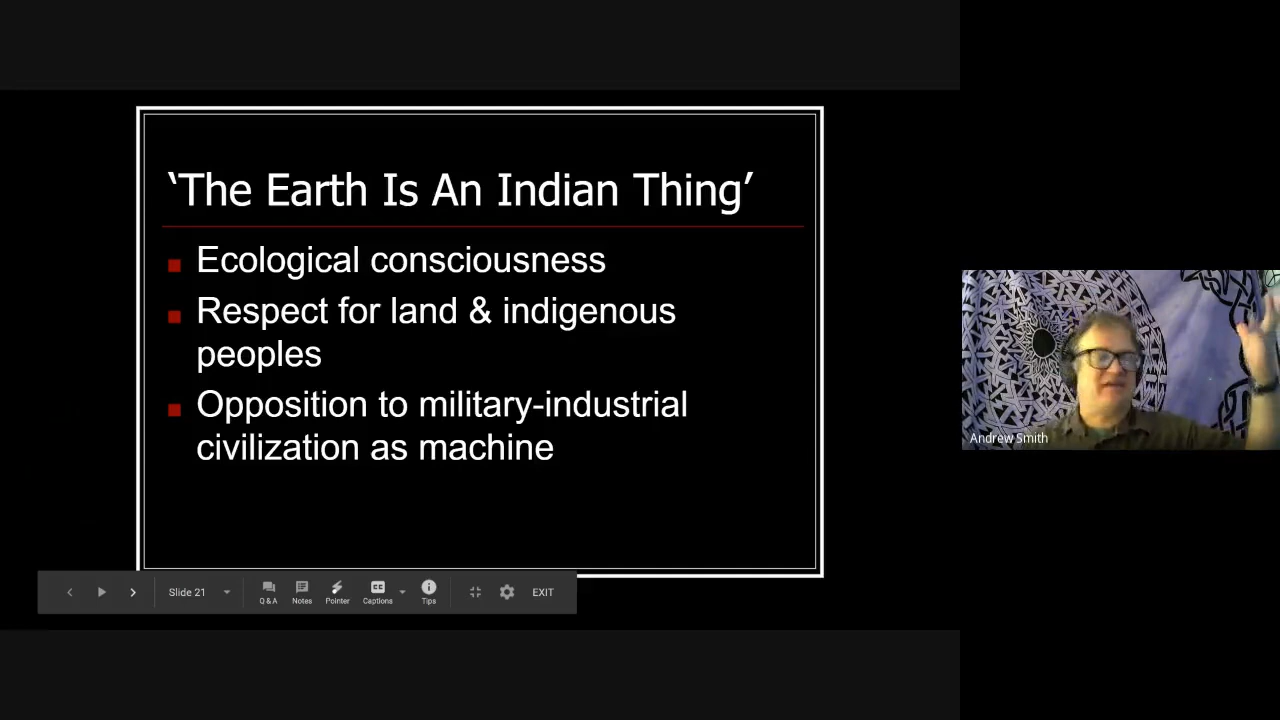 ‘The Earth Is An Indian Thing’
Ecological consciousness
Respect for land & indigenous
peoples
Opposition to military-industrial
civilization as machine
Andrew Smith
Slide 21
Q & A
Notes
Pointer
Captions
Tips
EXIT
CC